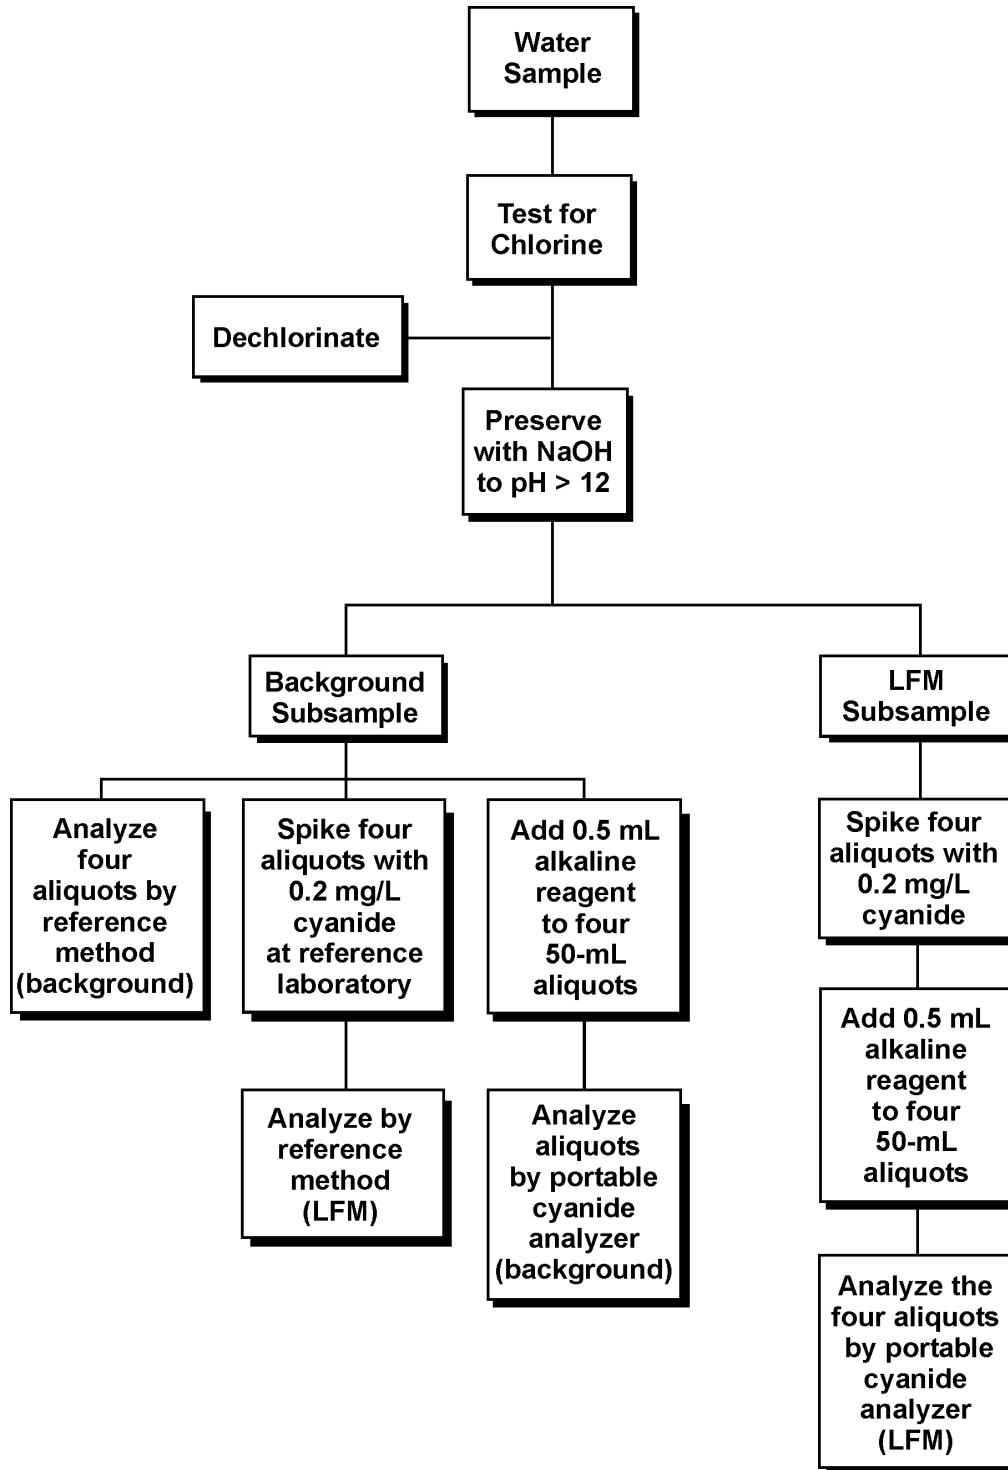 Water
Sample
Test for
Chlorine
Dechlorinate
Preserve
with NaOH
to pH > 12
Background
Subsample
LFM
Subsample
Analyze
four
aliquots by
reference
method
(background)
Spike four
aliquots with
0.2 mg/L
cyanide
at reference
laboratory
Add 0.5 mL
alkaline
reagent
to four
50-mL
aliquots
Spike four
aliquots with
0.2 mg/L
cyanide
Analyze by
reference
method
(LFM)
Analyze
aliquots
by portable
cyanide
analyzer
(background)
Add 0.5 mL
alkaline
reagent
to four
50-mL
aliquots
Analyze the
four aliquots
by portable
cyanide
analyzer
(LFM)